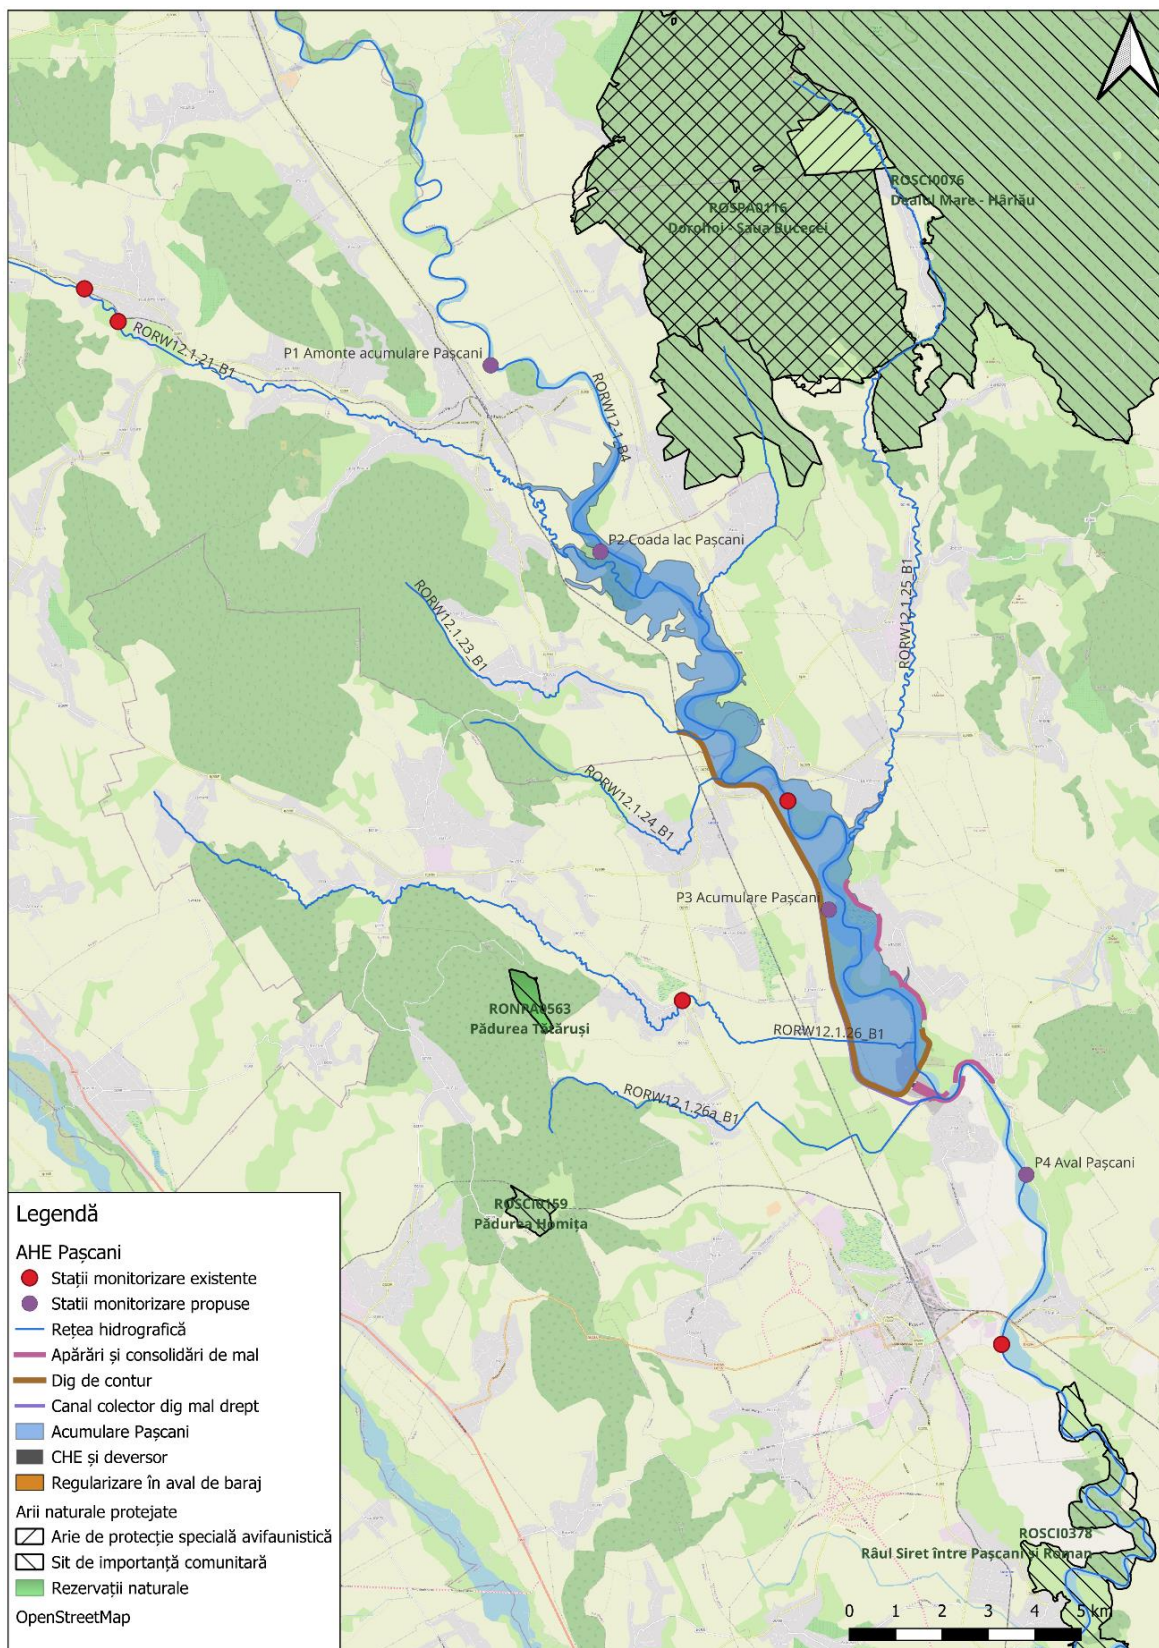 ROSCI0076
Dealul Mare - Hârlău
ROSPA0116
Dorohoi - Saua Bucecei
RORW12.1.21_B1
P1 Amonte acumulare Pașcani
RORW12.1_B4
P2 Coada lac Pașcani
RORW12.1.25_B1
RORW12.1.23_B1
RORW12.1.24_B1
P3 Acumulare Pașcani
RONPA0563
Pădurea Tătăruși
RORW12.1.26_B1
RORW12.1.26a_B1
P4 Aval Pașcani
ROSCI0159
Pădurea Homița
Legendă
AHE Pașcani
Stații monitorizare existente
Statii monitorizare propuse
Rețea hidrografică
Apărări și consolidări de mal
Dig de contur
Canal colector dig mal drept
Acumulare Pașcani
CHE și deversor
Regularizare în aval de baraj
Arii naturale protejate
Arie de protecție specială avifaunistică
Sit de importanță comunitară
Rezervații naturale
OpenStreetMap
ROSCI0378
Râul Siret între Pașcani și Roman
0 1 2 3 4 5 km